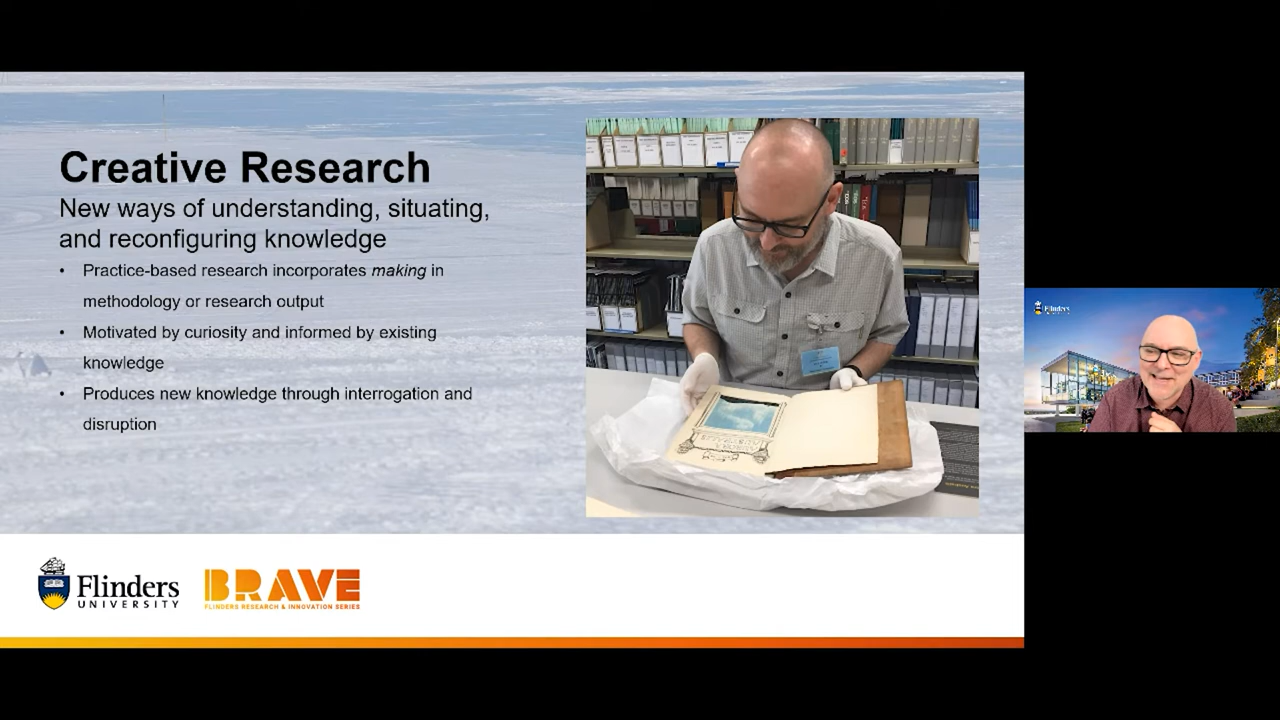 Creative Research
New ways of understanding, situating,
and reconfiguring knowledge
• Practice-based research incorporates making in
methodology or research output
• Motivated by curiosity and informed by existing
knowledge
• Produces new knowledge through interrogation and
disruption
Flinders
UNIVERSITY
BRAVE
FLINDERS RESEARCH & INNOVATION SERIES
Flinders
UNIVERSITY